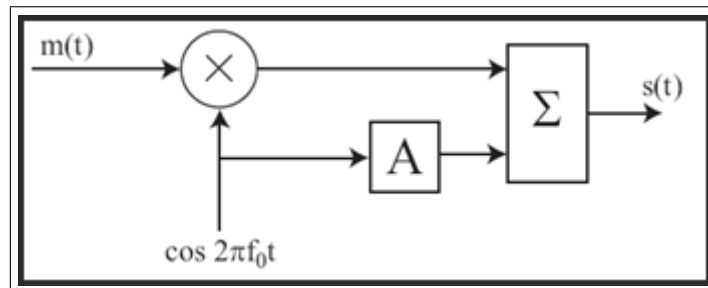 m(t)
×
s(t)
Σ
A
cos 2πf₀t